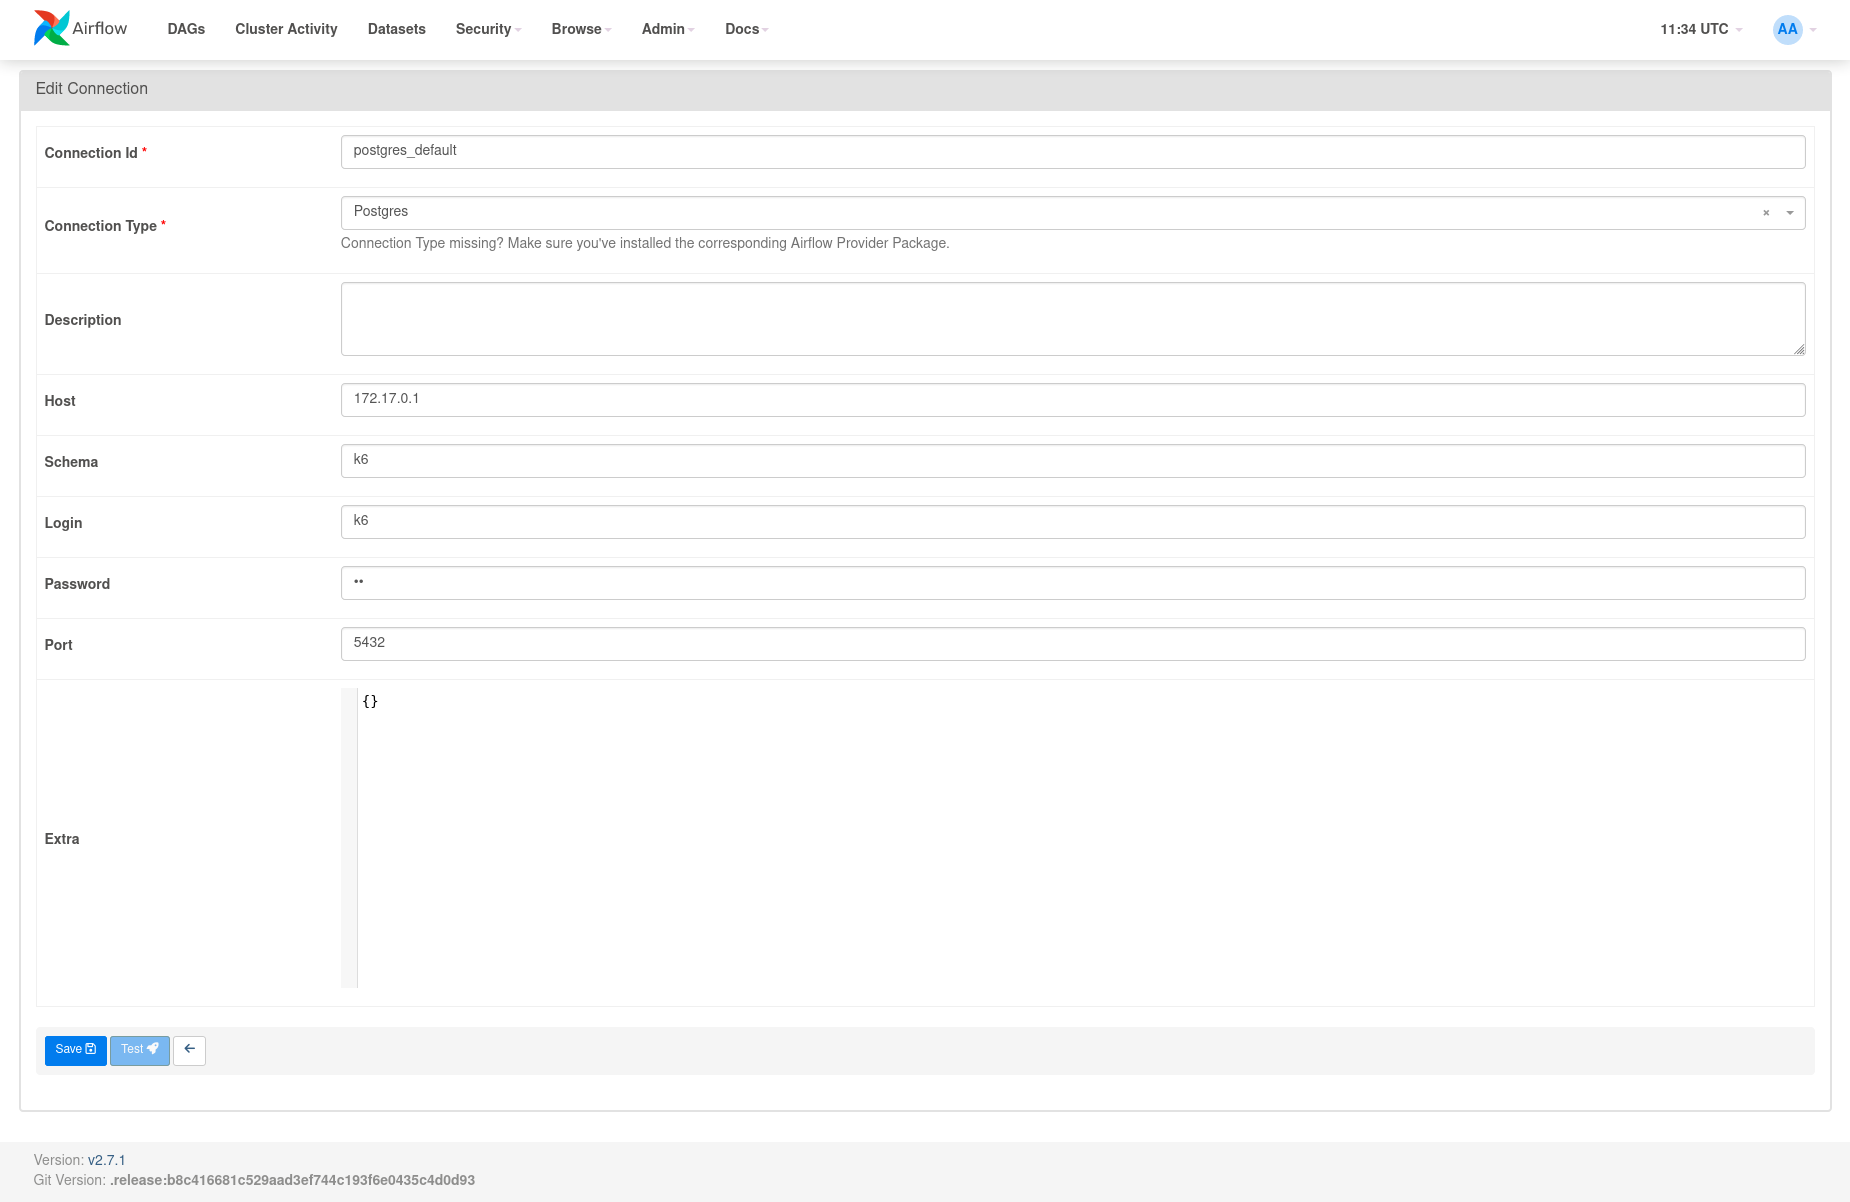 Airflow DAGs Cluster Activity Datasets Security Browse Admin Docs 11:34 UTC AA
Edit Connection
Connection Id * postgres_default
Connection Type * Postgres × 
Connection Type missing? Make sure you've installed the corresponding Airflow Provider Package.
Description
Host 172.17.0.1
Schema k6
Login k6
Password ••
Port 5432
{}
Extra
Save Test
Version: v2.7.1
Git Version: .release:b8c416681c529aad3ef744c193f6e0435c4d0d93